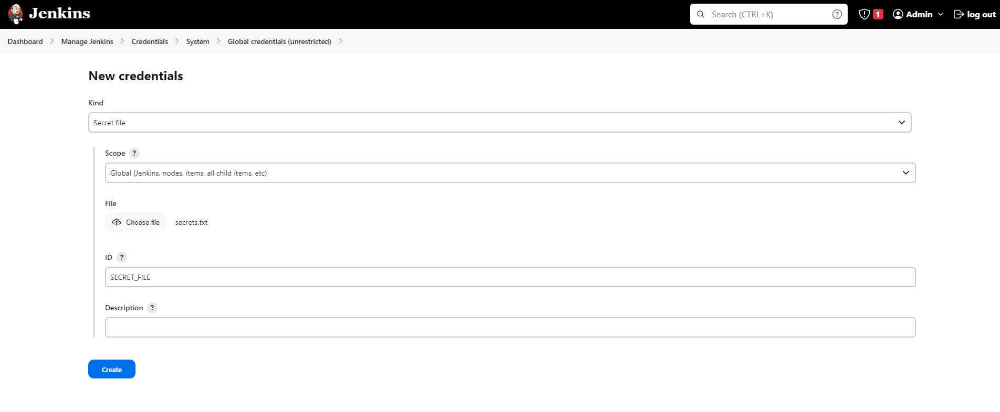 Jenkins
Search (CTRL+K) ?
1
Admin
log out
Dashboard
Manage Jenkins
Credentials
System
Global credentials (unrestricted)
New credentials
Kind
Secret file
Scope ?
Global (Jenkins, nodes, items, all child items, etc)
File
Choose file secrets.txt
ID ?
SECRET_FILE
Description ?
Create